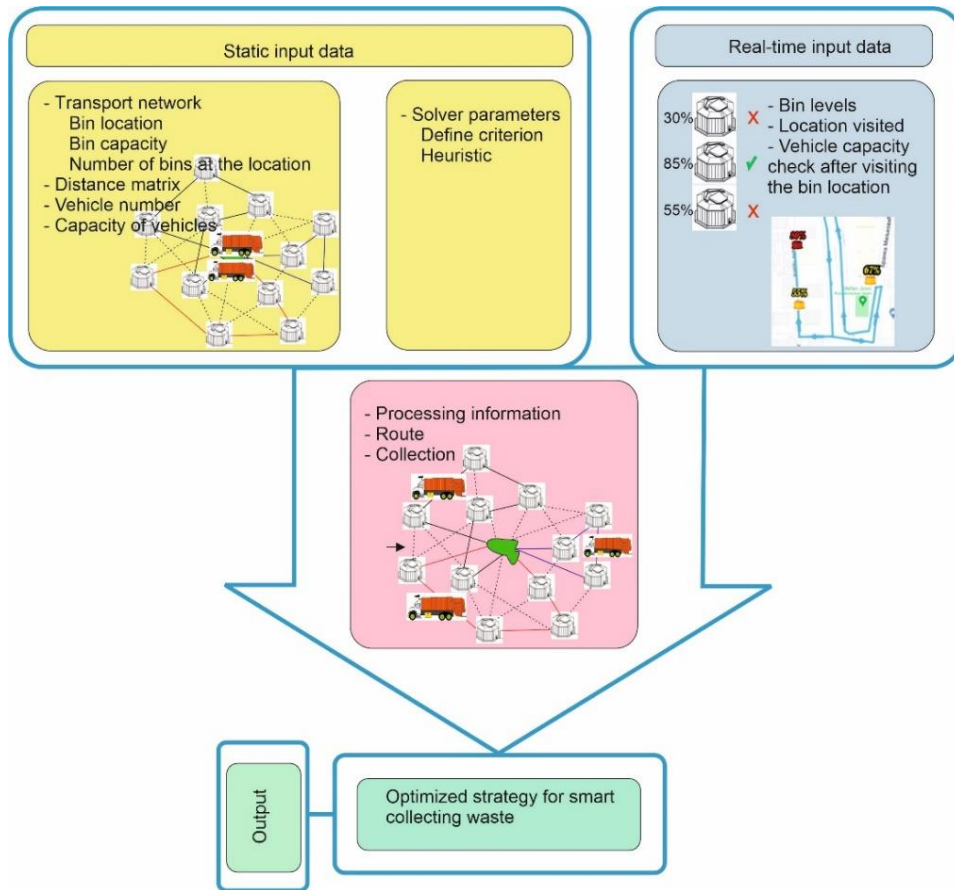 Static input data
- Transport network
Bin location
Bin capacity
Number of bins at the location
- Distance matrix
- Vehicle number
- Capacity of vehicles
- Solver parameters
Define criterion
Heuristic
Real-time input data
30%
X
85%
✓
55%
X
- Bin levels
- Location visited
- Vehicle capacity
check after visiting
the bin location
67%
55%
- Processing information
- Route
- Collection
Output
Optimized strategy for smart
collecting waste